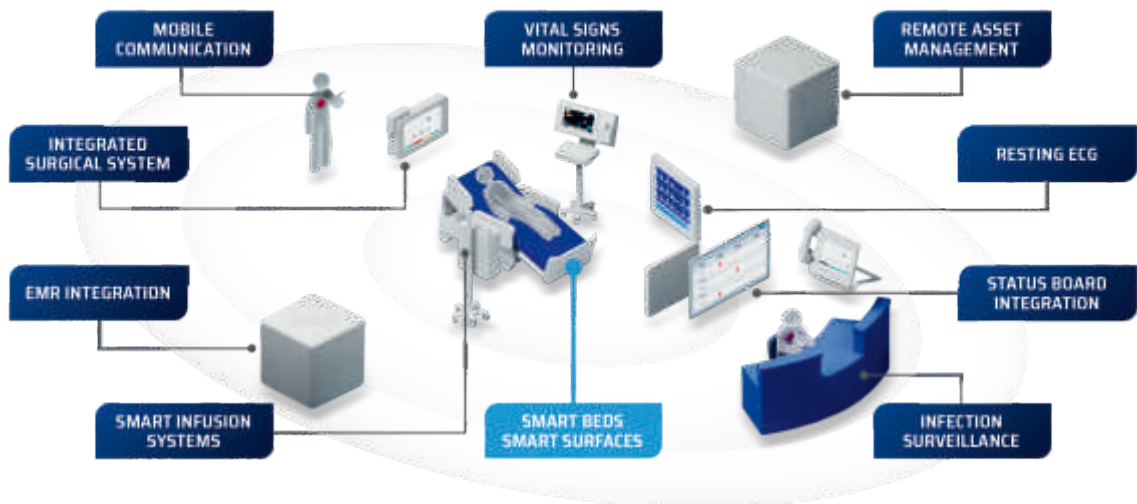 MOBILE
COMMUNICATION
VITAL SIGNS
MONITORING
REMOTE ASSET
MANAGEMENT
INTEGRATED
SURGICAL SYSTEM
RESTING ECG
EMR INTEGRATION
STATUS BOARD
INTEGRATION
SMART INFUSION
SYSTEMS
SMART BEDS
SMART SURFACES
INFECTION
SURVEILLANCE